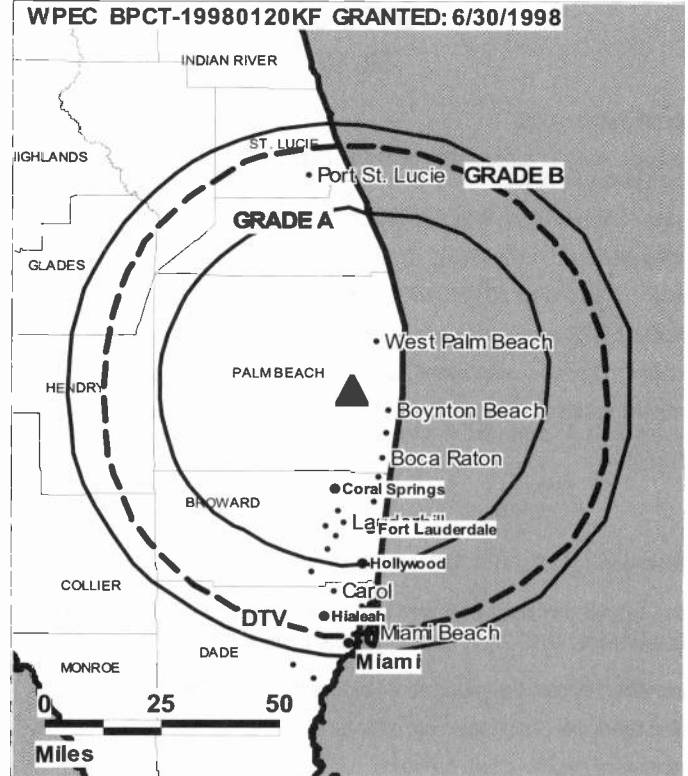 WPEC BPCT-19980120KF GRANTED: 6/30/1998
INDIAN RIVER
ST. LUCIE
HIGHLANDS
Port St. Lucie
GRADE B
GRADE A
GLADES
West Palm Beach
PALM BEACH
HENDRY
Boynton Beach
Boca Raton
Coral Springs
BROWARD
Lauderhill
Fort Lauderdale
Hollywood
COLLIER
Carol
Hialeah
DTV
Miami Beach
DADE
Miami
MONROE
0 25 50
Miles